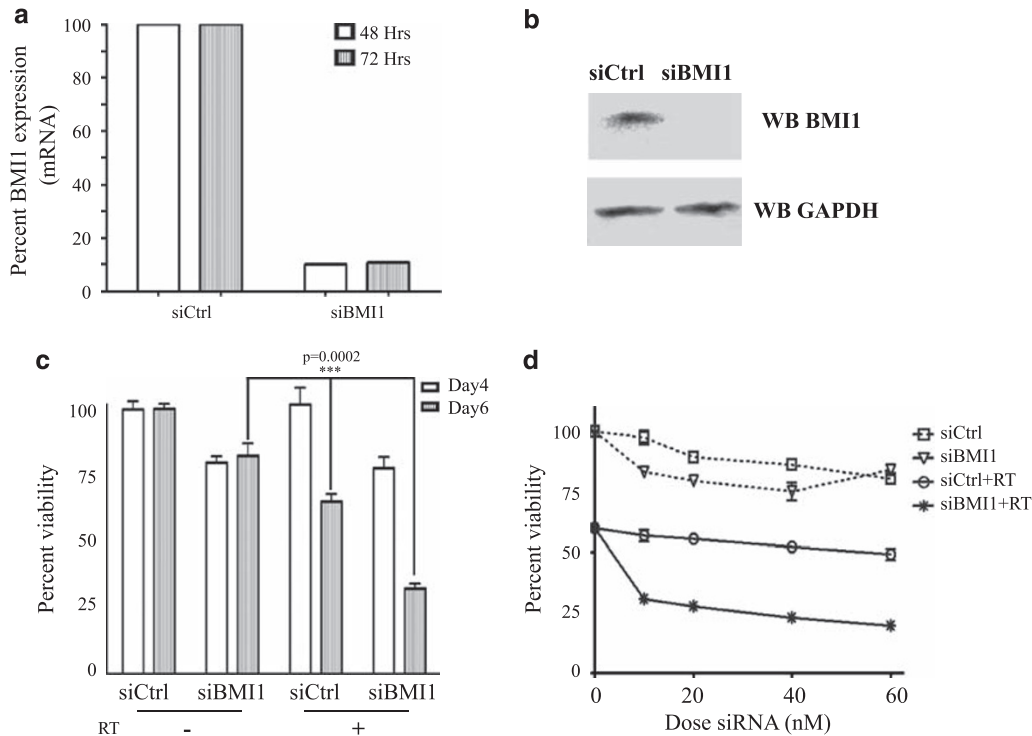 a
Percent BMI1 expression
(mRNA)
100
80
60
40
20
0
48 Hrs
72 Hrs
siCtrl
siBMI1
b
siCtrl siBMI1
WB BMI1
WB GAPDH
c
p=0.0002
***
Day4
Day6
Percent viability
100
75
50
25
0
siCtrl siBMI1 siCtrl siBMI1
RT - +
d
Percent viability
100
75
50
25
0
siCtrl
siBMI1
siCtrl+RT
siBMI1+RT
0 20 40 60
Dose siRNA (nM)